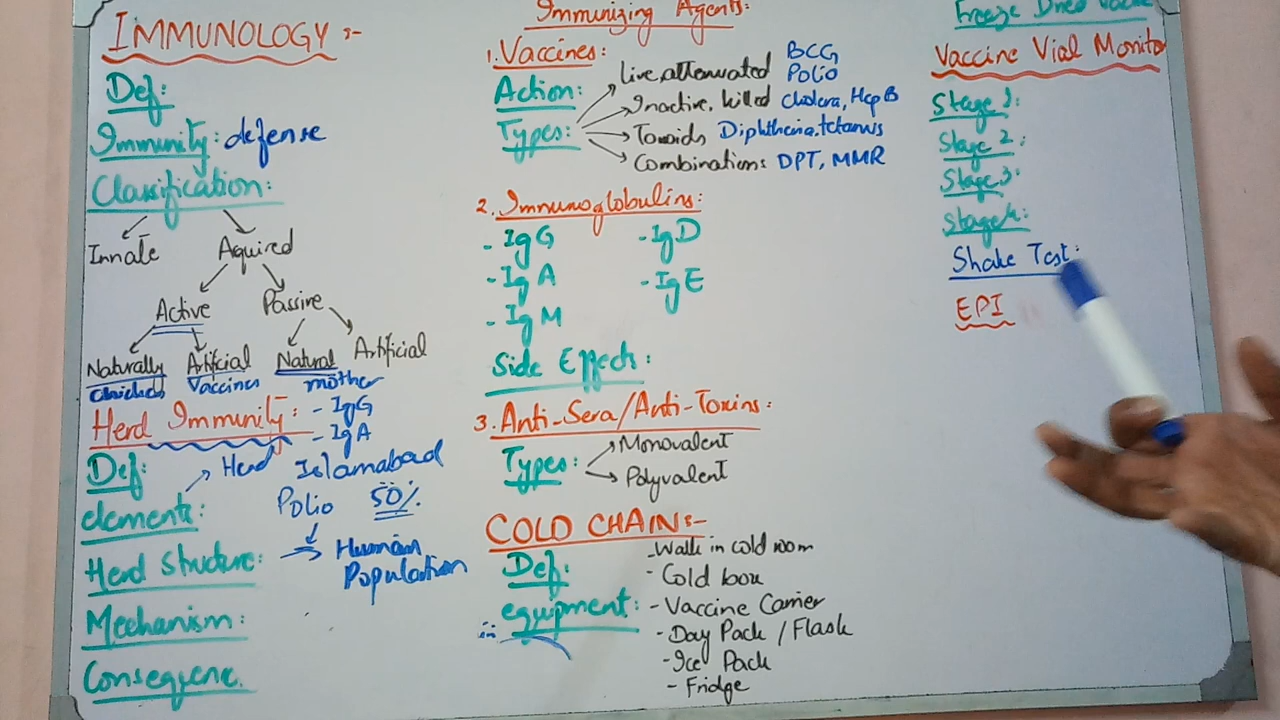 IMMUNOLOGY :-
Def:
Immunity: defense
Classification:
Innate Aquired
Active Passive
Naturally Artificial Natural Artificial
Vaccines mother
Herd Immunity: - IgG
- IgA
Def: Herd Islamabad
elements: Polio 50%
Herd Structure: Human
Population
Mechanism:
Immunizing Agents:
1. Vaccines:
Action:
Types:
Live, attenuated BCG
Polio
Inactive, killed Cholera, Hep B
Toxoids Diphtheria, tetanus
Combinations: DPT, MMR
2. Immunoglobulins:
- IgG - IgD
- IgA - IgE
- IgM
Side Effects:
3. Anti-Sera/Anti-Toxins:
Types: Monovalent
Polyvalent
COLD CHAIN:-
Def:
equipment:
- Walk in cold room
- Cold box
- Vaccine Carrier
- Day Pack / Flask
- Ice Pack
- Fridge
Freeze Dried
Vaccine Vial Monitor
Stage 1:
Stage 2:
Stage 3:
Stage 4:
Shake Test:
EPI